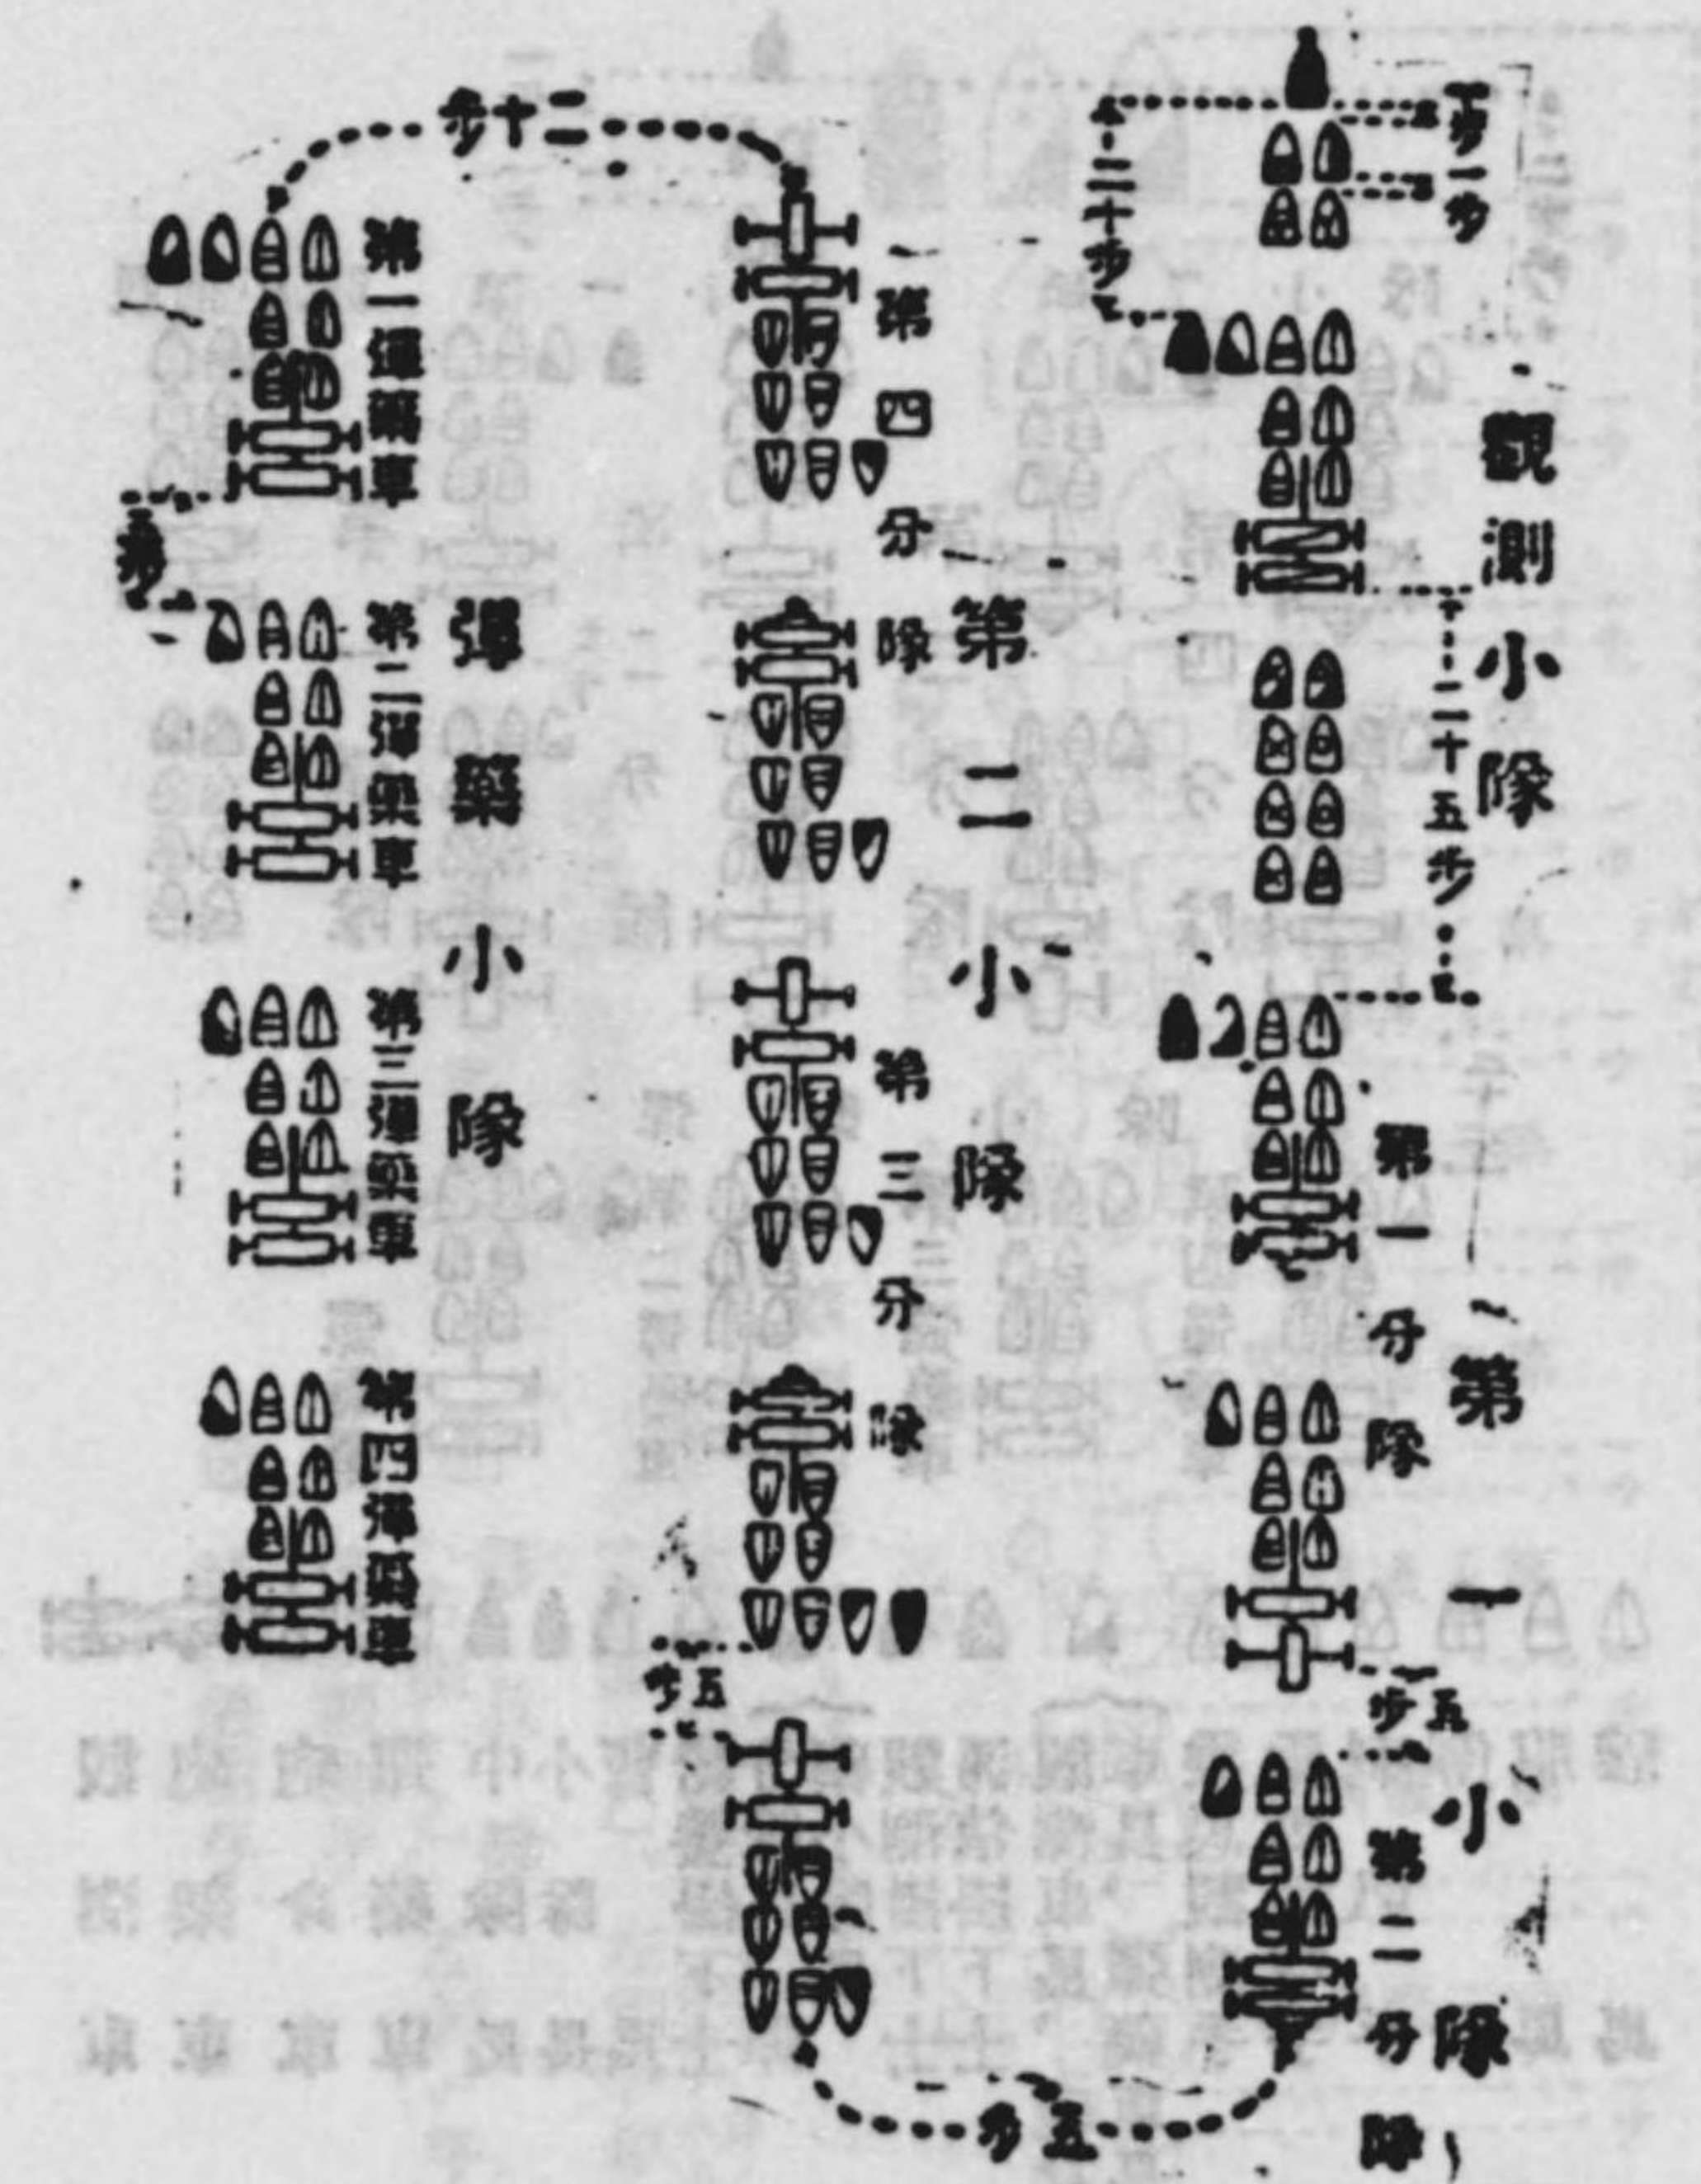 一步
一步
二十步
觀測小隊
二十五步
第一小隊
第一分隊
五步
第二分隊
五步
第二小隊
第四分隊
第三分隊
五步
二十步
彈藥小隊
第一彈藥車
第二彈藥車
第三彈藥車
第四彈藥車